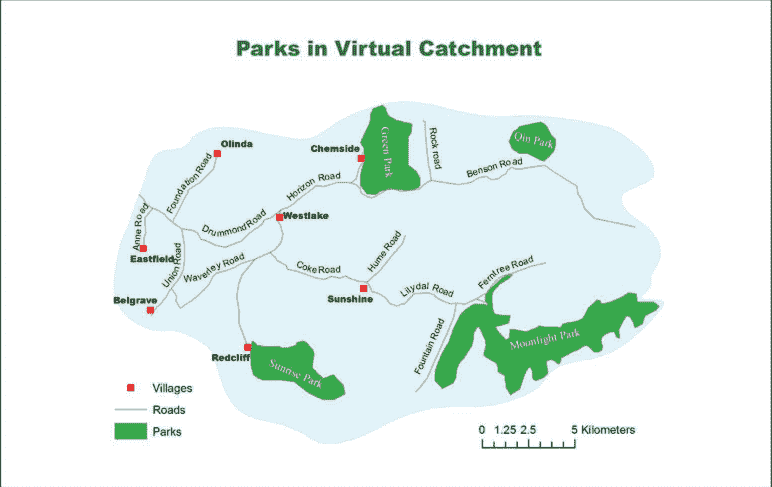 Parks in Virtual Catchment
Olinda
Chemside
Green Park
Rock road
Qin Park
Foundation Road
Horizon Road
Benson Road
Anne Road
Drummond Road
Westlake
Eastfield
Union Road
Waverley Road
Hume Road
Coke Road
Ferntree Road
Belgrave
Sunshine
Lilydal Road
Fountain Road
Moonlight Park
Redcliff
Sunrise Park
Villages
Roads
Parks
0 1.25 2.5 5 Kilometers